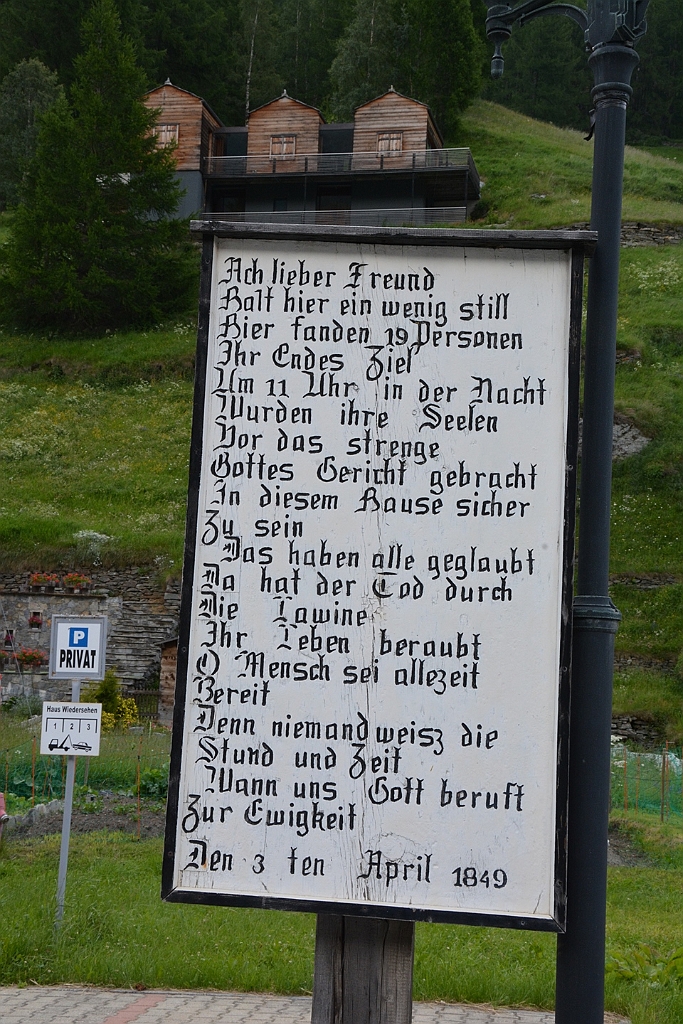 Ach lieber Freund
Halt hier ein wenig still
Hier fanden 19 Personen
Ihr Endes Ziel
Um 11 Uhr in der Nacht
Wurden ihre Seelen
Vor das strenge
Gottes Gericht gebracht
In diesem Hause sicher
Zu sein
Das haben alle geglaubt
Da hat der Tod durch
Die Lawine
Ihr Leben beraubt
O Mensch sei allezeit
Bereit
Denn niemand weisz die
Stund und Zeit
Wann uns Gott beruft
Zur Ewigkeit
Den 3 ten April 1849
P
PRIVAT
Haus Wiedersehen
1 2 3